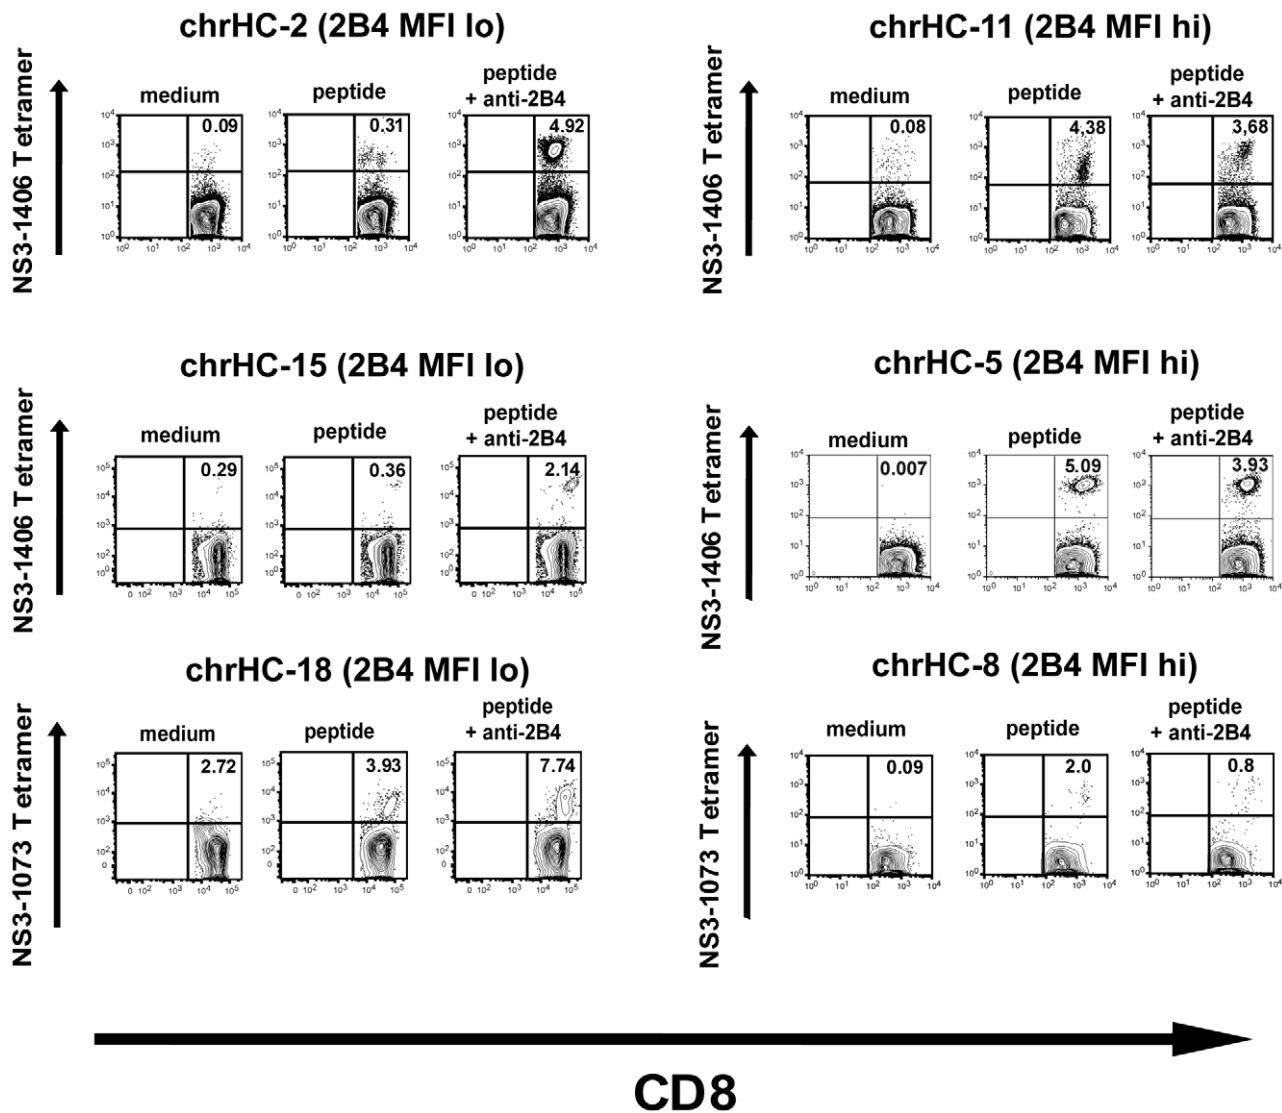 chrHC-2 (2B4 MFI lo)
NS3-1406 Tetramer
medium
0.09
peptide
0.31
peptide
+ anti-2B4
4.92
chrHC-11 (2B4 MFI hi)
NS3-1406 Tetramer
medium
0.08
peptide
4,38
peptide
+ anti-2B4
3,68
chrHC-15 (2B4 MFI lo)
NS3-1406 Tetramer
medium
0.29
peptide
0.36
peptide
+ anti-2B4
2.14
chrHC-5 (2B4 MFI hi)
NS3-1406 Tetramer
medium
0.007
peptide
5.09
peptide
+ anti-2B4
3.93
chrHC-18 (2B4 MFI lo)
NS3-1073 Tetramer
medium
2.72
peptide
3.93
peptide
+ anti-2B4
7.74
chrHC-8 (2B4 MFI hi)
NS3-1073 Tetramer
medium
0.09
peptide
2.0
peptide
+ anti-2B4
0.8
CD8